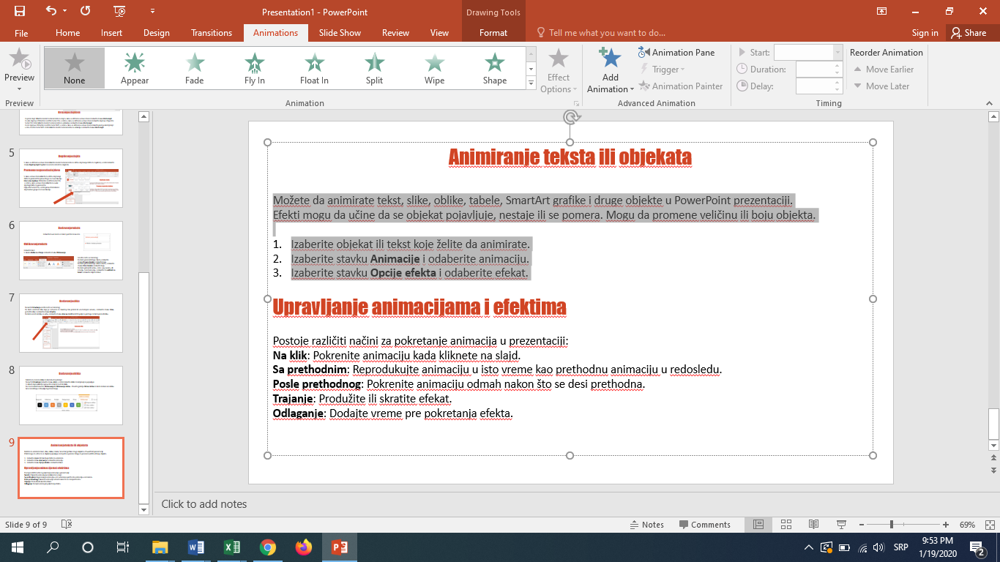 Presentation1 - PowerPoint
Drawing Tools
File Home Insert Design Transitions Animations Slide Show Review View Format Tell me what you want to do... Sign in Share
Preview
None Appear Fade Fly In Float In Split Wipe Shape
Effect Options
Add Animation
Animation Pane
Trigger
Animation Painter
Start:
Duration:
Delay:
Reorder Animation
Move Earlier
Move Later
Preview Animation Advanced Animation Timing
5
6
7
8
9
Animiranje teksta ili objekata
Možete da animirate tekst, slike, oblike, tabele, SmartArt grafike i druge objekte u PowerPoint prezentaciji.
Efekti mogu da učine da se objekat pojavljuje, nestaje ili se pomera. Mogu da promene veličinu ili boju objekta.
1. Izaberite objekat ili tekst koje želite da animirate.
2. Izaberite stavku Animacije i odaberite animaciju.
3. Izaberite stavku Opcije efekta i odaberite efekat.
Upravljanje animacijama i efektima
Postoje različiti načini za pokretanje animacija u prezentaciji:
Na klik: Pokrenite animaciju kada kliknete na slajd.
Sa prethodnim: Reprodukujte animaciju u isto vreme kao prethodnu animaciju u redosledu.
Posle prethodnog: Pokrenite animaciju odmah nakon što se desi prethodna.
Trajanje: Produžite ili skratite efekat.
Odlaganje: Dodajte vreme pre pokretanja efekta.
Click to add notes
Slide 9 of 9 Notes Comments 69%
SRP
9:53 PM
1/19/2020
2